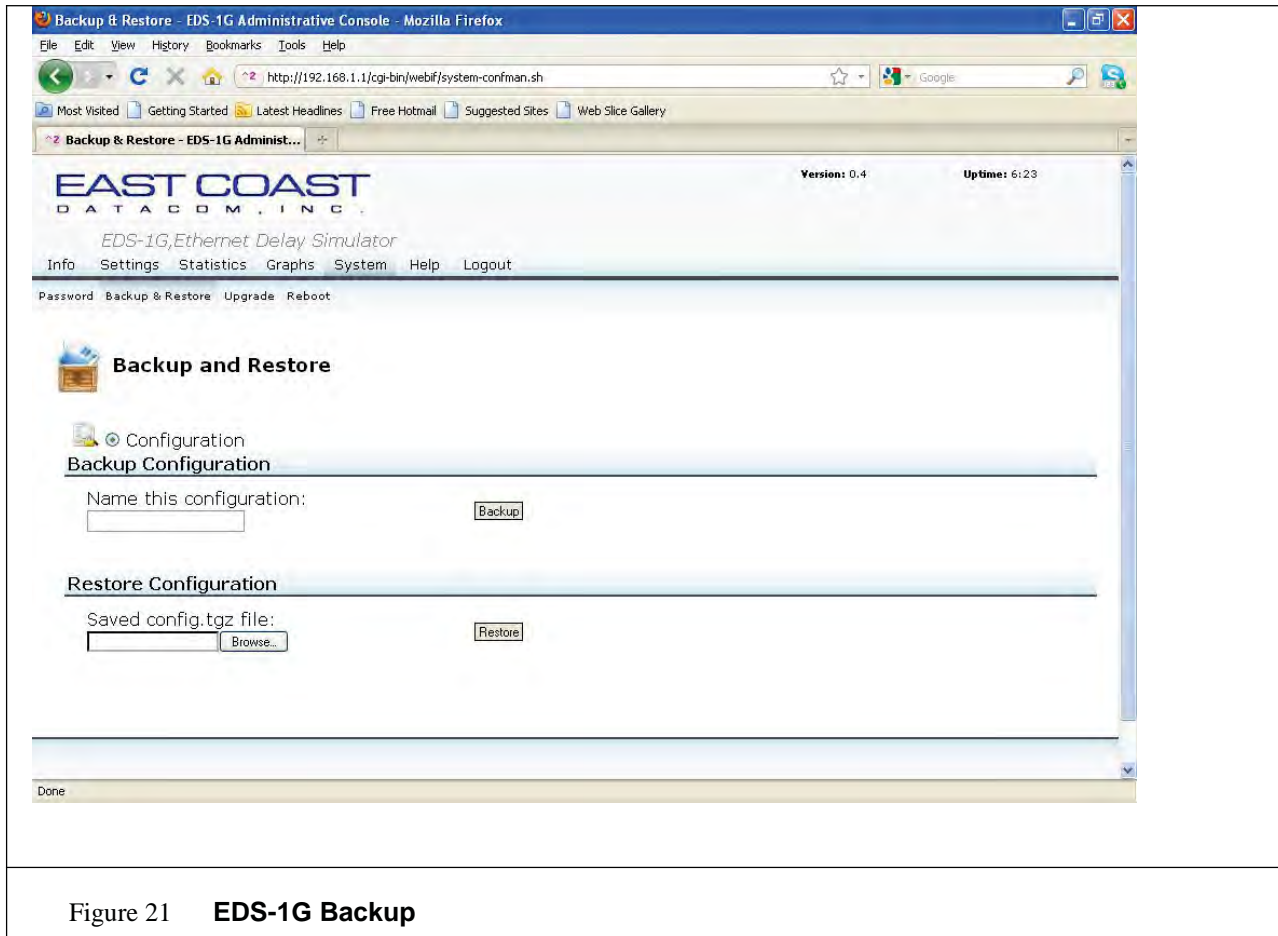 Backup & Restore - EDS-1G Administrative Console - Mozilla Firefox
File Edit View History Bookmarks Tools Help
http://192.168.1.1/cgi-bin/webif/system-confman.sh Google
Most Visited Getting Started Latest Headlines Free Hotmail Suggested Sites Web Slice Gallery
^2 Backup & Restore - EDS-1G Administ...
EAST COAST Version: 0.4 Uptime: 6:23
DATACOM, INC.
EDS-1G,Ethernet Delay Simulator
Info Settings Statistics Graphs System Help Logout
Password Backup & Restore Upgrade Reboot
Backup and Restore
Configuration
Backup Configuration
Name this configuration:
Backup
Restore Configuration
Saved config.tgz file:
Browse... Restore
Done
Figure 21 EDS-1G Backup